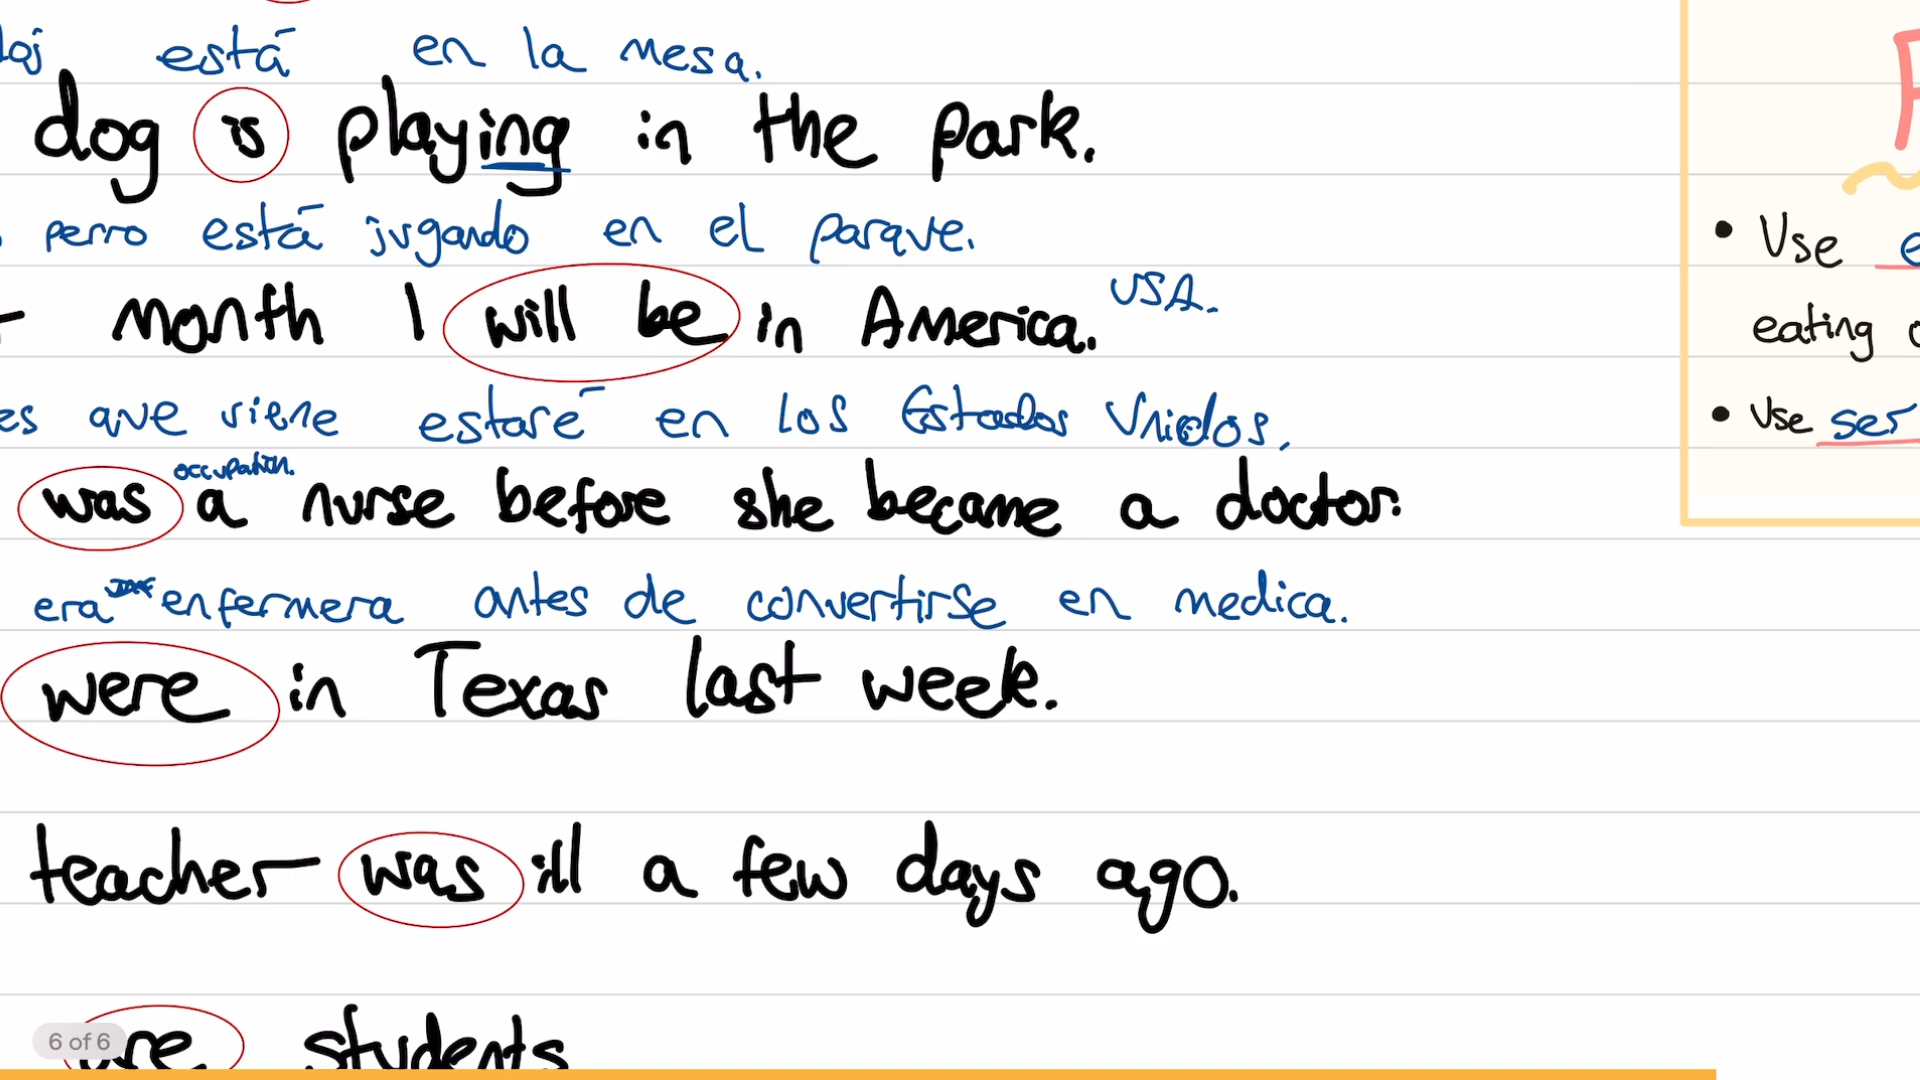 está en la mesa.
dog is playing in the park.
perro está jugando en el parque.
month I will be in America. USA.
que viene estaré en los Estados Unidos.
occupation.
was a nurse before she became a doctor.
era enfermera antes de convertirse en medica.
were in Texas last week.
teacher was ill a few days ago.
are students
6 of 6
• Use
eating
• Use ser